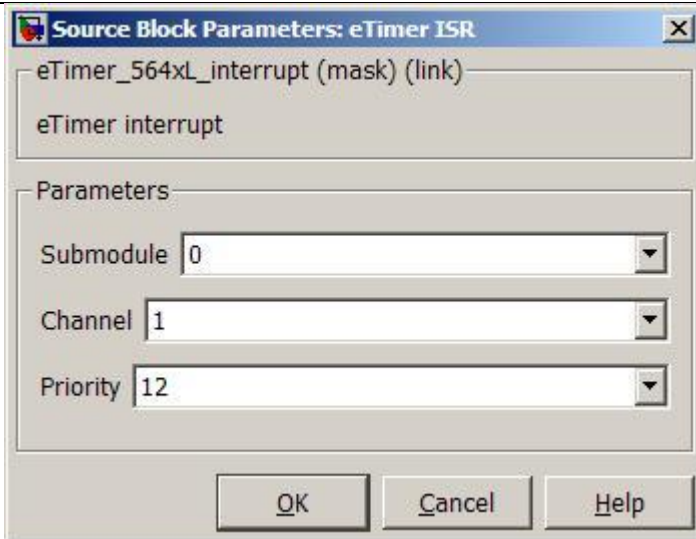 Source Block Parameters: eTimer ISR
eTimer_564xL_interrupt (mask) (link)
eTimer interrupt
Parameters
Submodule 0
Channel 1
Priority 12
OK Cancel Help